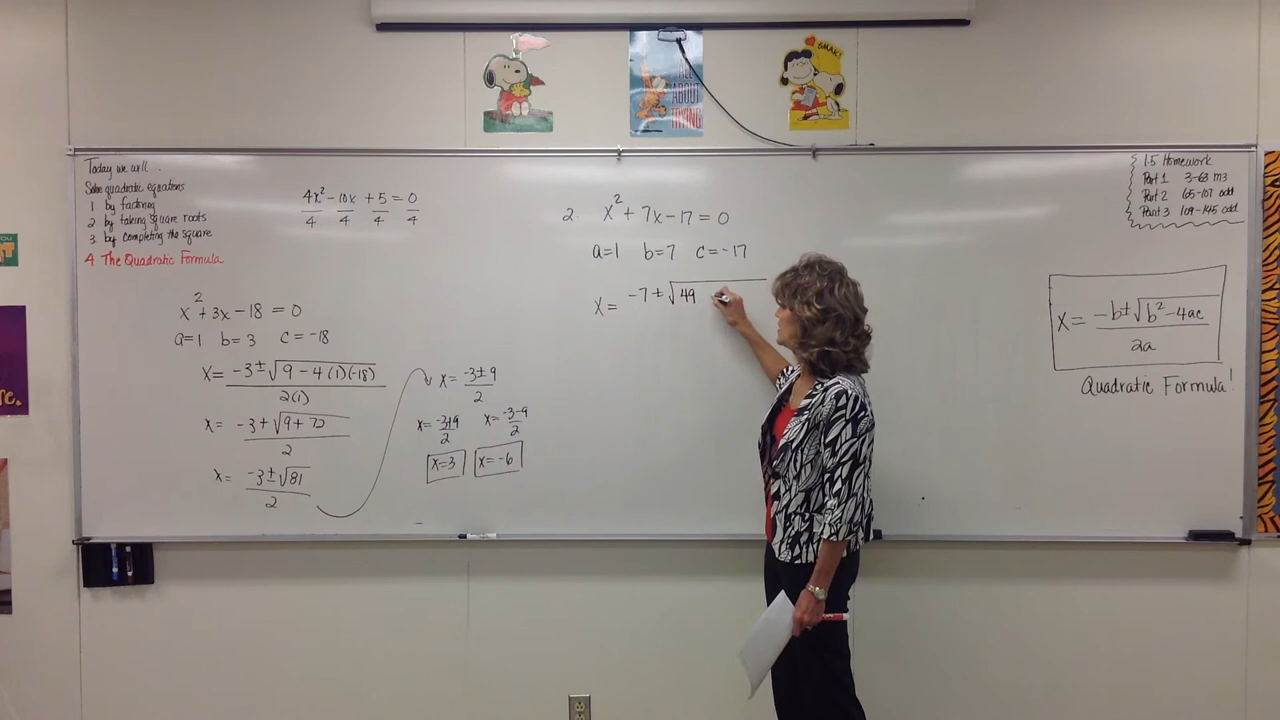 SMAK!
ALL
ABOUT
TRYING
Today we will..
Solve quadratic equations
1 by factoring
2 by taking square roots
3. by completing the square
4. The Quadratic Formula
4x² - 10x + 5 = 0
4 4 4 4
x² + 3x - 18 = 0
a=1 b=3 c=-18
x= -3 ± √9 - 4(1)(-18)
2(1)
x= -3 ± √9 + 72
2
x= -3 ± √81
2
x= -3 ± 9
2
x= -3+9 x= -3-9
2 2
x=3 x=-6
2. x² + 7x - 17 = 0
a=1 b=7 c=-17
x= -7 ± √49
1.5 Homework
Part 1 3-63 m3
Part 2 65-107 odd
Part 3 109-145 odd
x= -b ± √b² - 4ac
2a
Quadratic Formula!